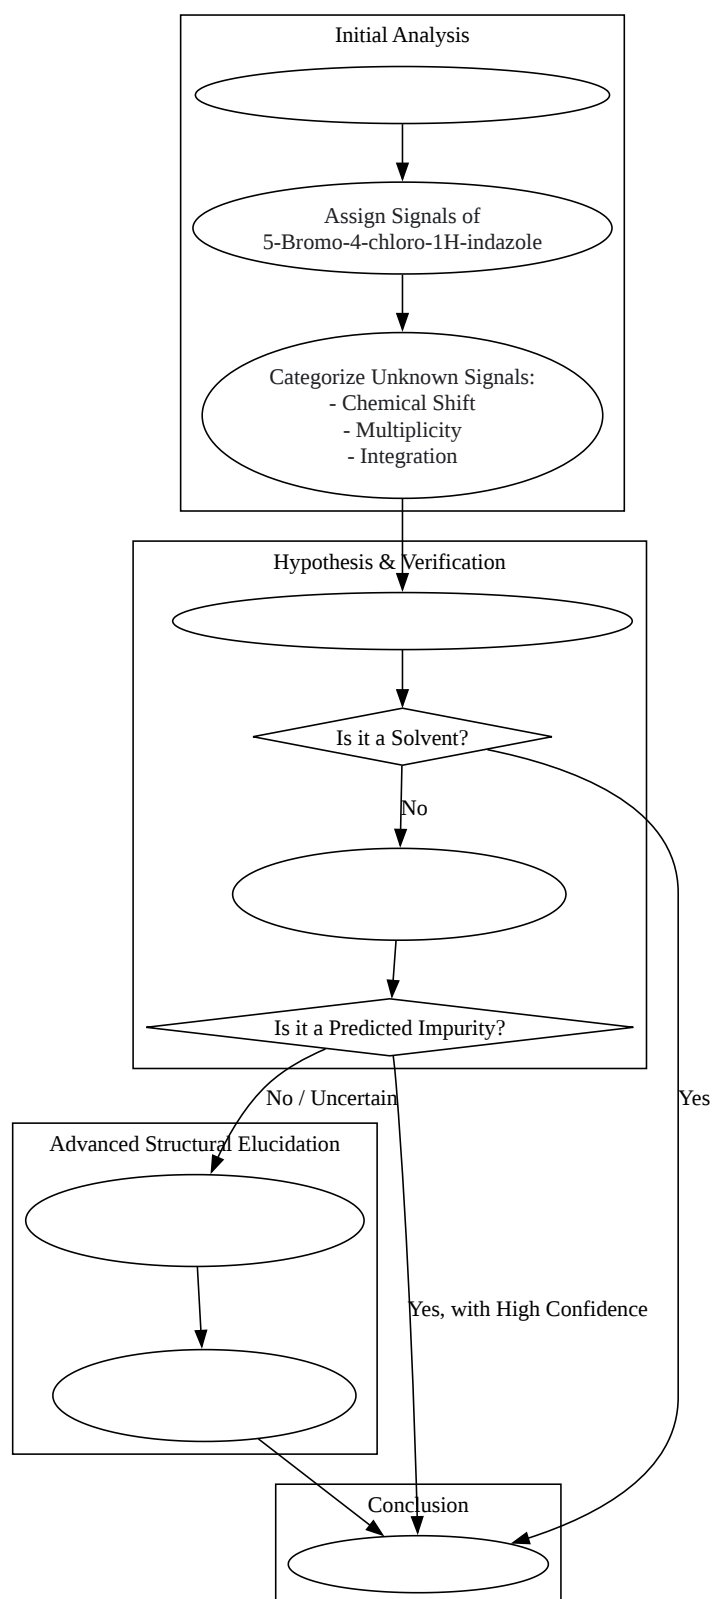 Initial Analysis
Assign Signals of
5-Bromo-4-chloro-1H-indazole
Categorize Unknown Signals:
- Chemical Shift
- Multiplicity
- Integration
Hypothesis & Verification
Is it a Solvent?
No
Is it a Predicted Impurity?
No / Uncertain
Yes
Advanced Structural Elucidation
Yes, with High Confidence
Conclusion